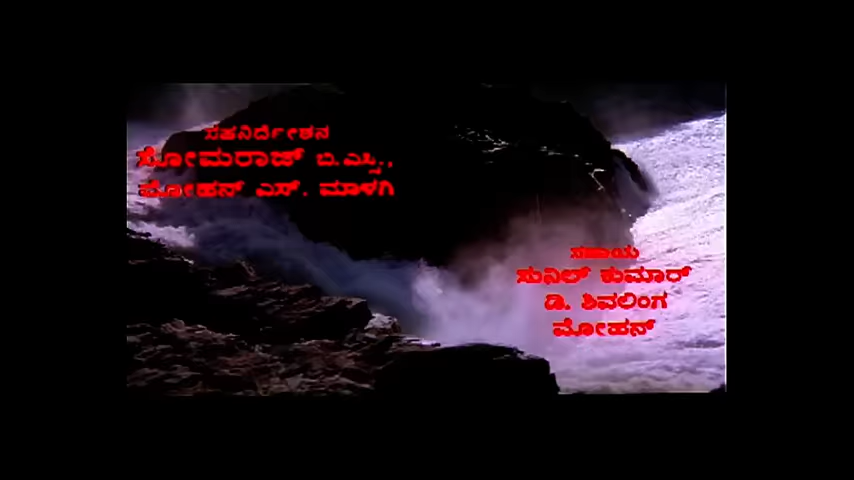 ಸಹನಿರ್ದೇಶನ
ಸೋಮರಾಜ್ ಬಿ.ಎಸ್ಸಿ.,
ಮೋಹನ್ ಎಸ್. ಮಾಳಗಿ
ಸಹಾಯ
ಸುನಿಲ್ ಕುಮಾರ್
ಡಿ. ಶಿವಲಿಂಗ
ಮೋಹನ್